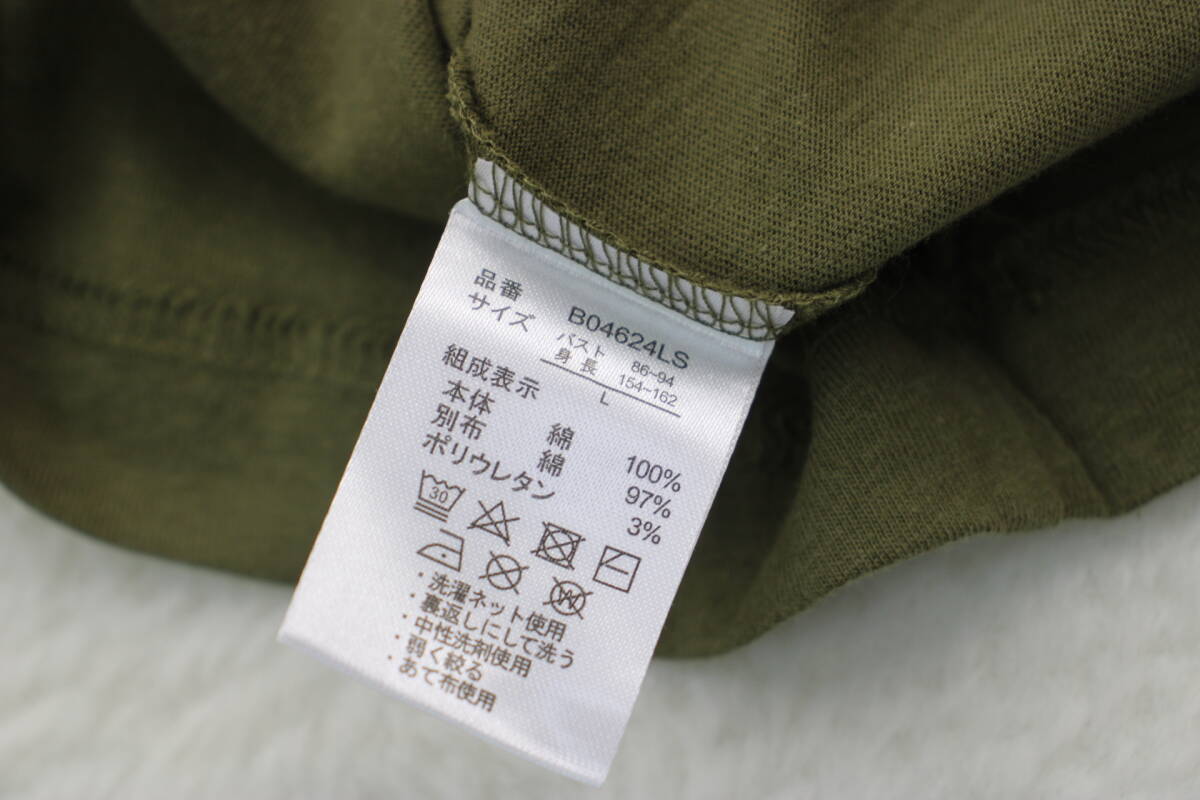 品番 B04624LS
サイズ バスト 86~94
身長 154~162
L
組成表示
本体 綿 100%
別布 綿 97%
ポリウレタン 3%
30
W
・洗濯ネット使用
・裏返しにして洗う
・中性洗剤使用
・弱く絞る
・あて布使用